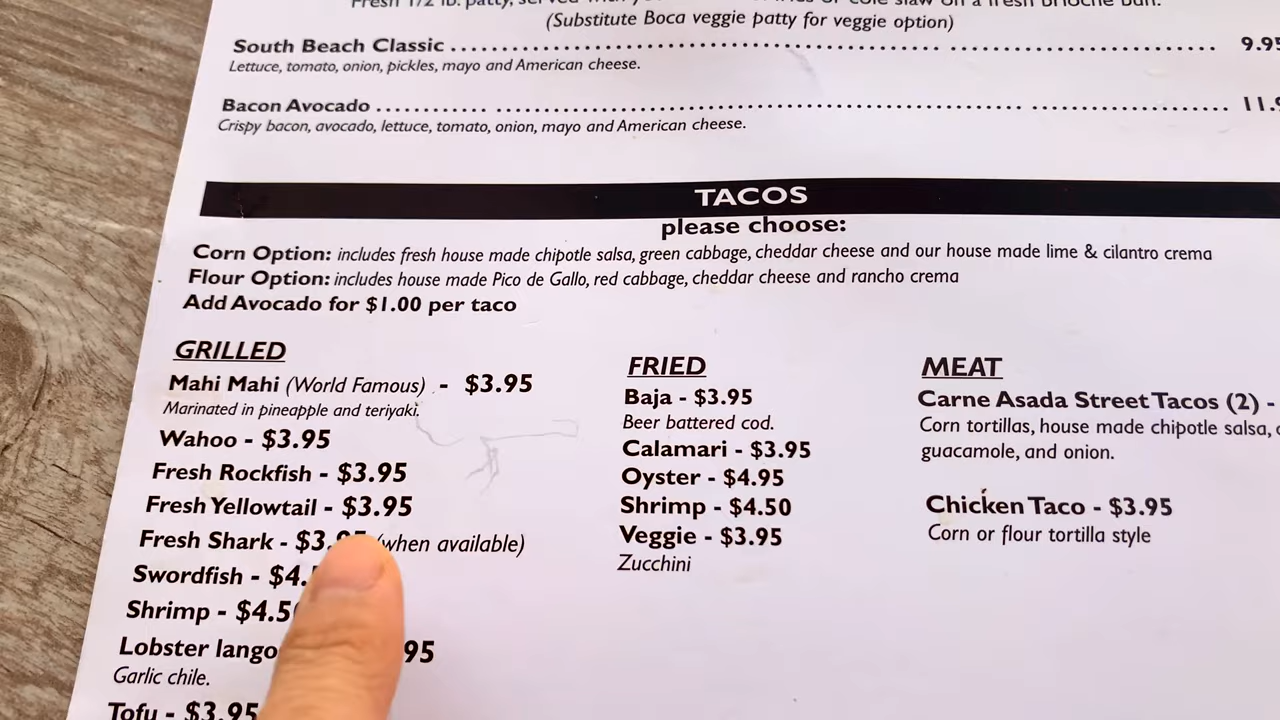 (Substitute Boca veggie patty for veggie option)
South Beach Classic 9.95
Lettuce, tomato, onion, pickles, mayo and American cheese.
Bacon Avocado
Crispy bacon, avocado, lettuce, tomato, onion, mayo and American cheese.
TACOS
please choose:
Corn Option: includes fresh house made chipotle salsa, green cabbage, cheddar cheese and our house made lime & cilantro crema
Flour Option: includes house made Pico de Gallo, red cabbage, cheddar cheese and rancho crema
Add Avocado for $1.00 per taco
GRILLED
Mahi Mahi (World Famous) - $3.95
Marinated in pineapple and teriyaki.
Wahoo - $3.95
Fresh Rockfish - $3.95
Fresh Yellowtail - $3.95
Fresh Shark - $3.95 (when available)
Swordfish - $4.
Shrimp - $4.50
Lobster 95
Garlic chile.
Tofu - $3.95
FRIED
Baja - $3.95
Beer battered cod.
Calamari - $3.95
Oyster - $4.95
Shrimp - $4.50
Veggie - $3.95
Zucchini
MEAT
Carne Asada Street Tacos (2) -
Corn tortillas, house made chipotle salsa,
guacamole, and onion.
Chicken Taco - $3.95
Corn or flour tortilla style